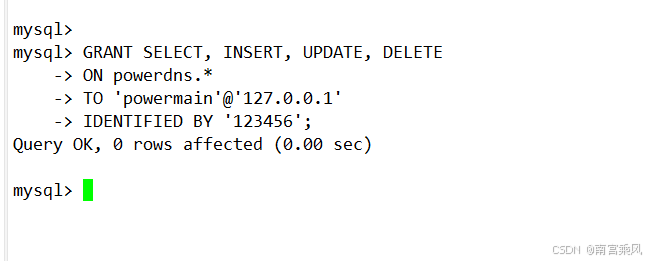 mysql>
mysql> GRANT SELECT, INSERT, UPDATE, DELETE
    -> ON powerdns.*
    -> TO 'powermain'@'127.0.0.1'
    -> IDENTIFIED BY '123456';
Query OK, 0 rows affected (0.00 sec)
mysql>
CSDN @南宫乘风